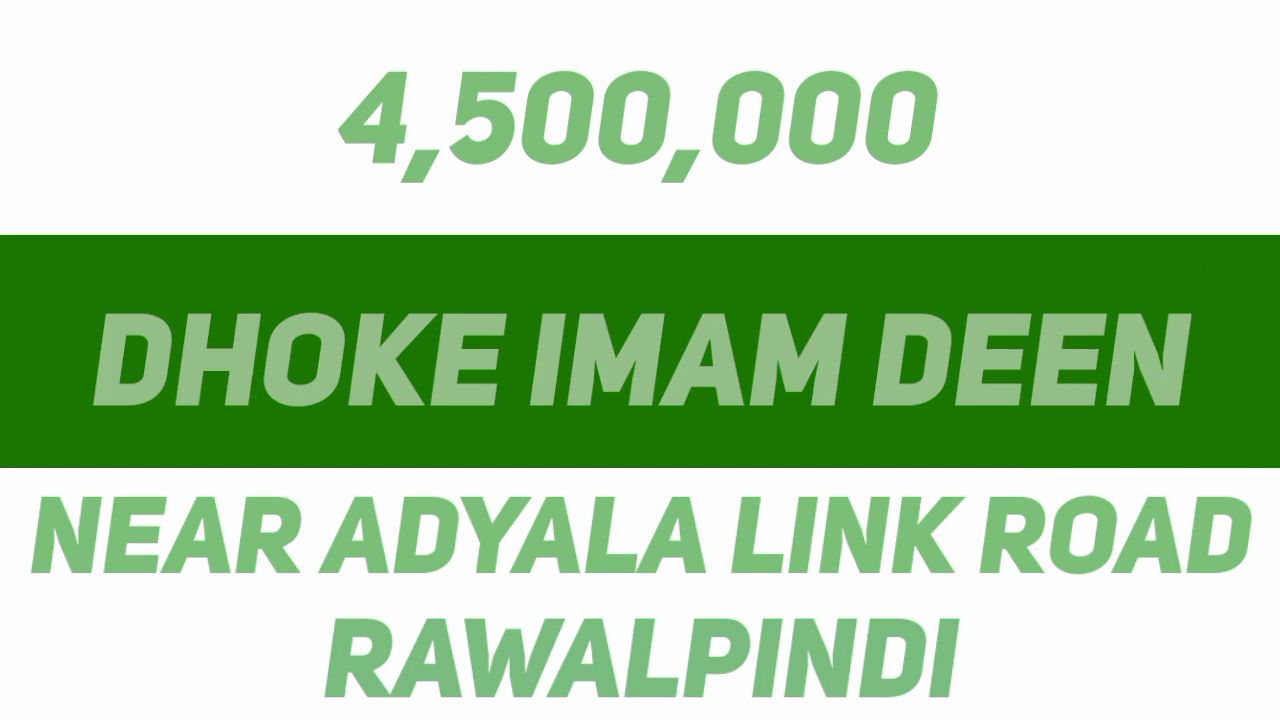 4,500,000
DHOKE IMAM DEEN
NEAR ADYALA LINK ROAD
RAWALPINDI